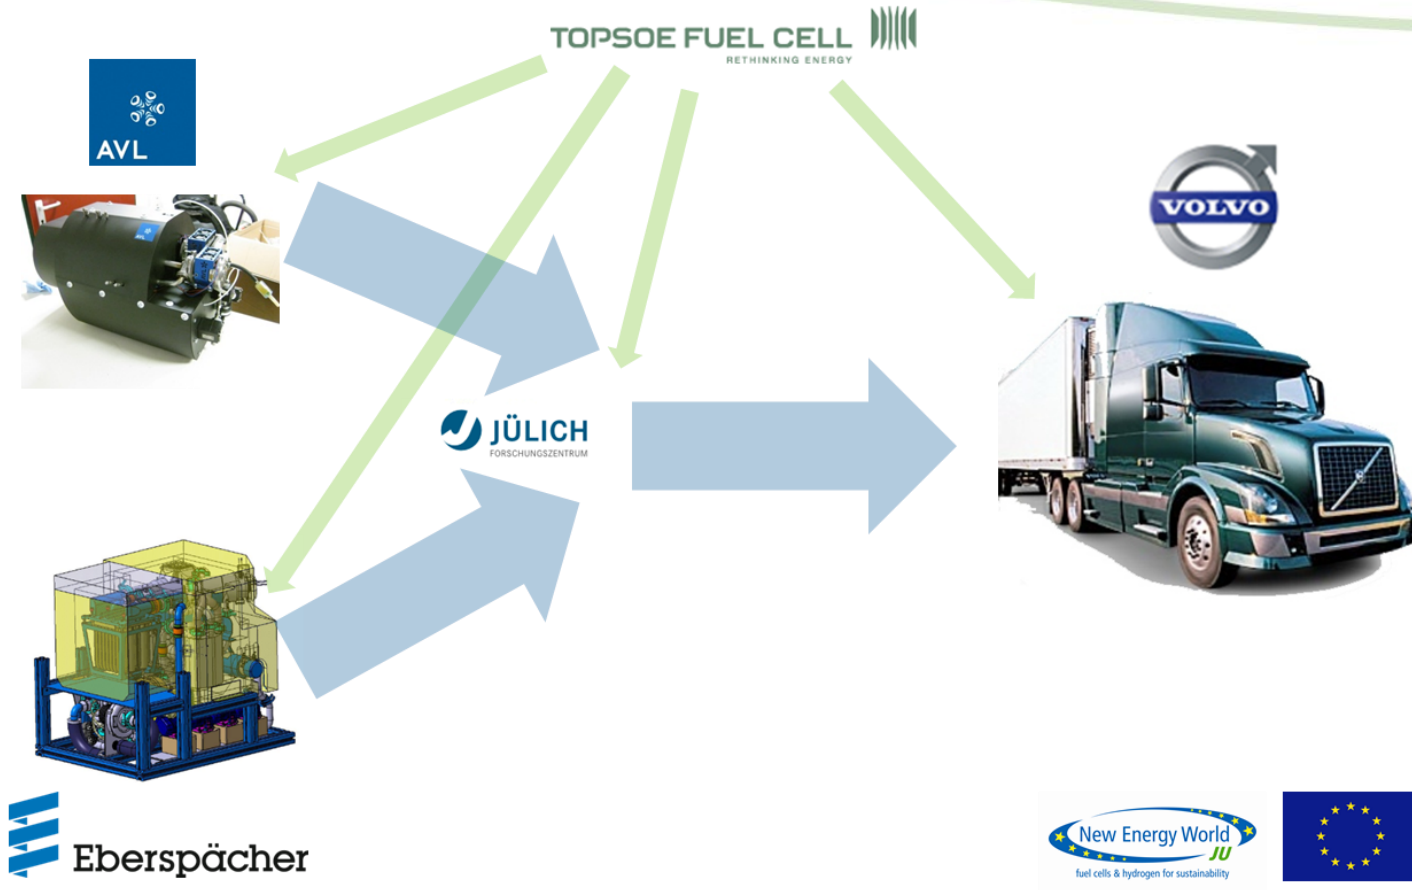 TOPSOE FUEL CELL
RETHINKING ENERGY
AVL
AVL
VOLVO
JÜLICH
FORSCHUNGSZENTRUM
Eberspächer
New Energy World
JU
fuel cells & hydrogen for sustainability